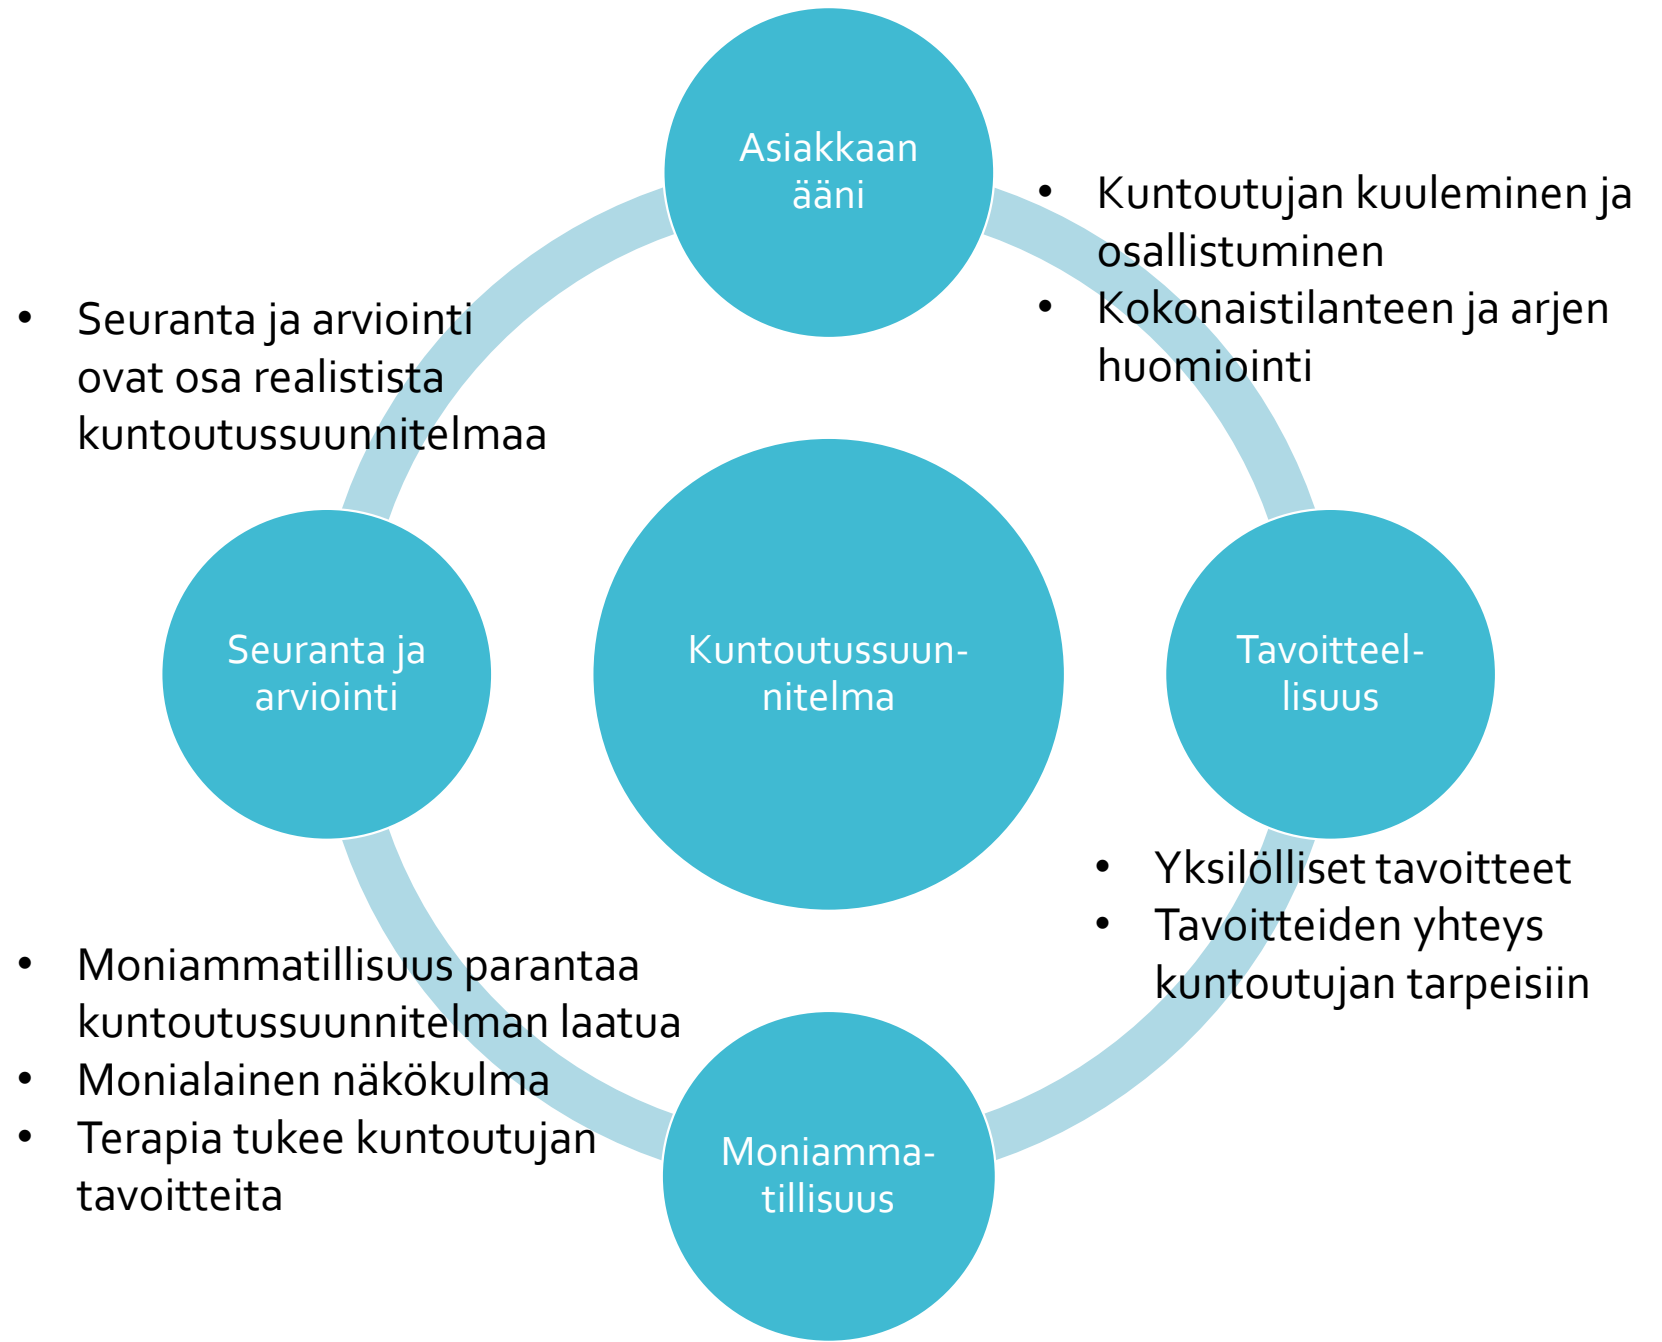 Asiakkaan
ääni
• Kuntoutujan kuuleminen ja
osallistuminen
• Kokonaistilanteen ja arjen
huomiointi
• Seuranta ja arviointi
ovat osa realistista
kuntoutussuunnitelmaa
Seuranta ja
arviointi
Kuntoutussuun-
nitelma
Tavoitteel-
lisuus
• Yksilölliset tavoitteet
• Tavoitteiden yhteys
kuntoutujan tarpeisiin
• Moniammatillisuus parantaa
kuntoutussuunnitelman laatua
• Monialainen näkökulma
• Terapia tukee kuntoutujan
tavoitteita
Moniamma-
tillisuus